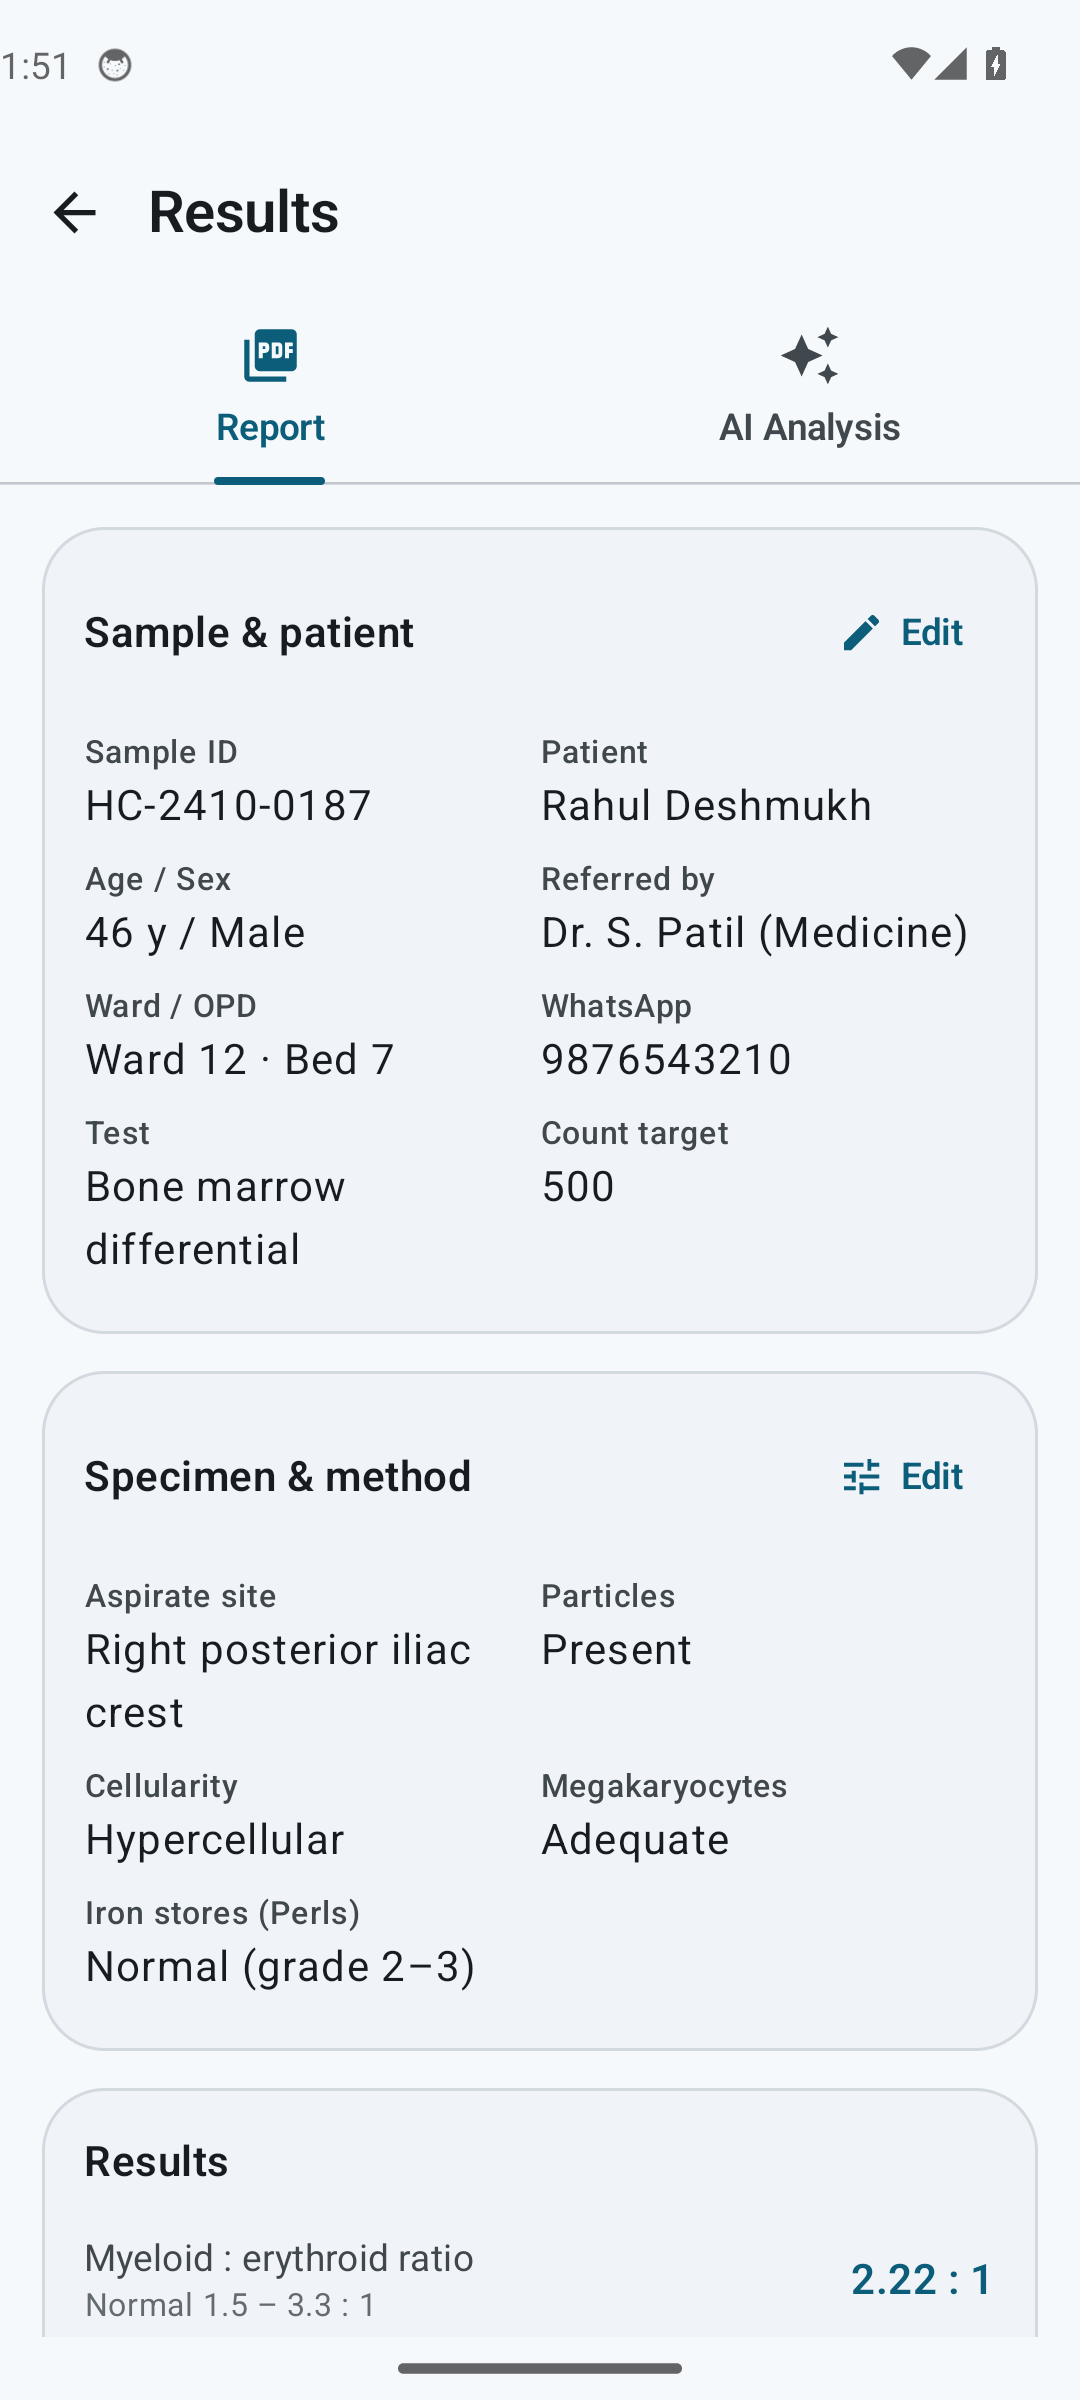 1:51
Results
PDF
Report
AI Analysis
Sample & patient
Edit
Sample ID
Patient
HC-2410-0187
Rahul Deshmukh
Age / Sex
Referred by
46 y / Male
Dr. S. Patil (Medicine)
Ward / OPD
WhatsApp
Ward 12 · Bed 7
9876543210
Test
Count target
Bone marrow
500
differential
Specimen & method
Edit
Aspirate site
Particles
Right posterior iliac
Present
crest
Cellularity
Megakaryocytes
Hypercellular
Adequate
Iron stores (Perls)
Normal (grade 2–3)
Results
Myeloid : erythroid ratio
2.22 : 1
Normal 1.5 – 3.3 : 1